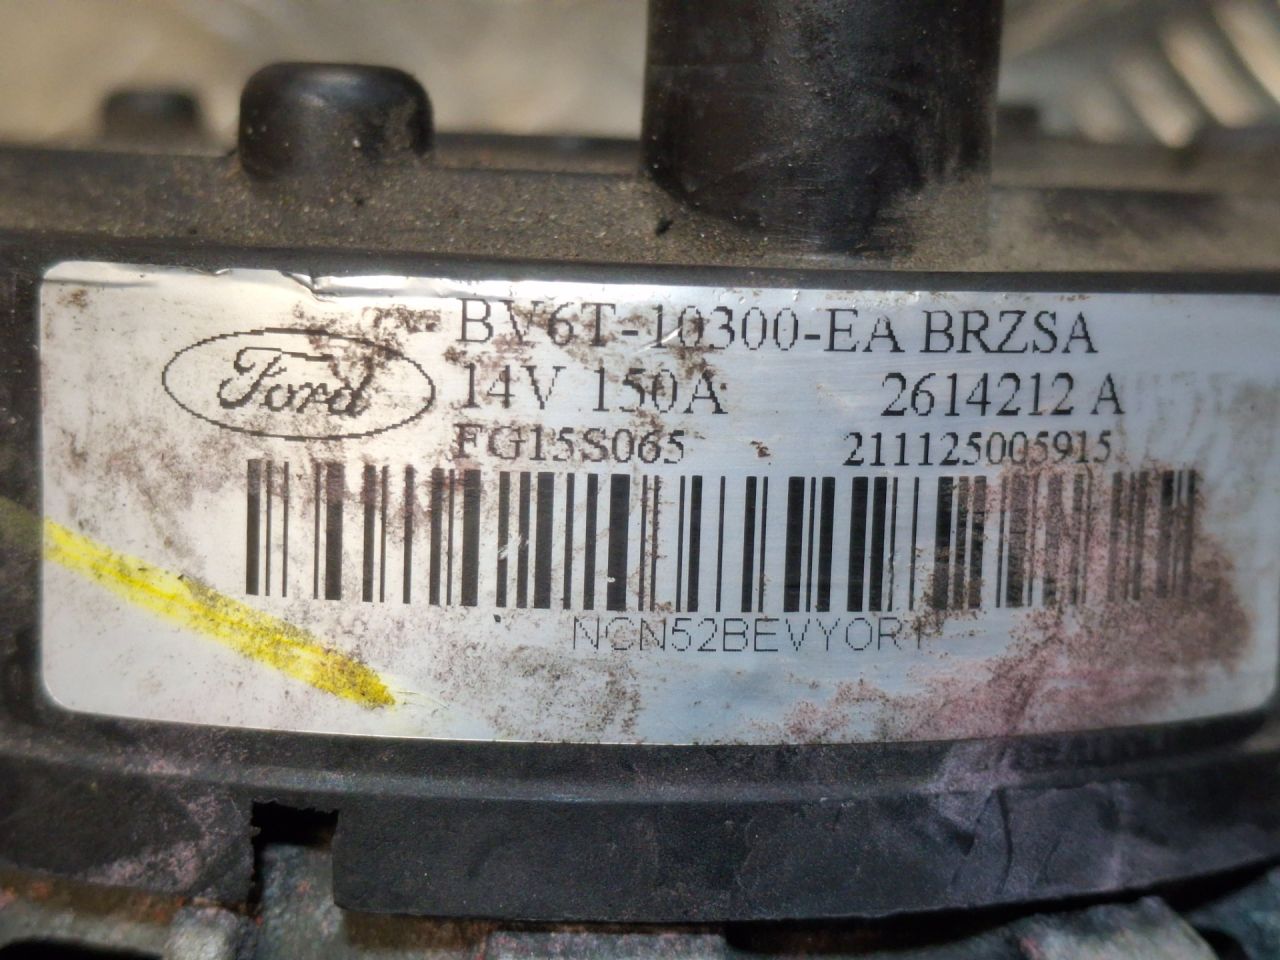 BV6T-10300-EA BRZSA
Ford
14V 150A 2614212 A
FG15S065 211125005915
NCN52BEVYOR1